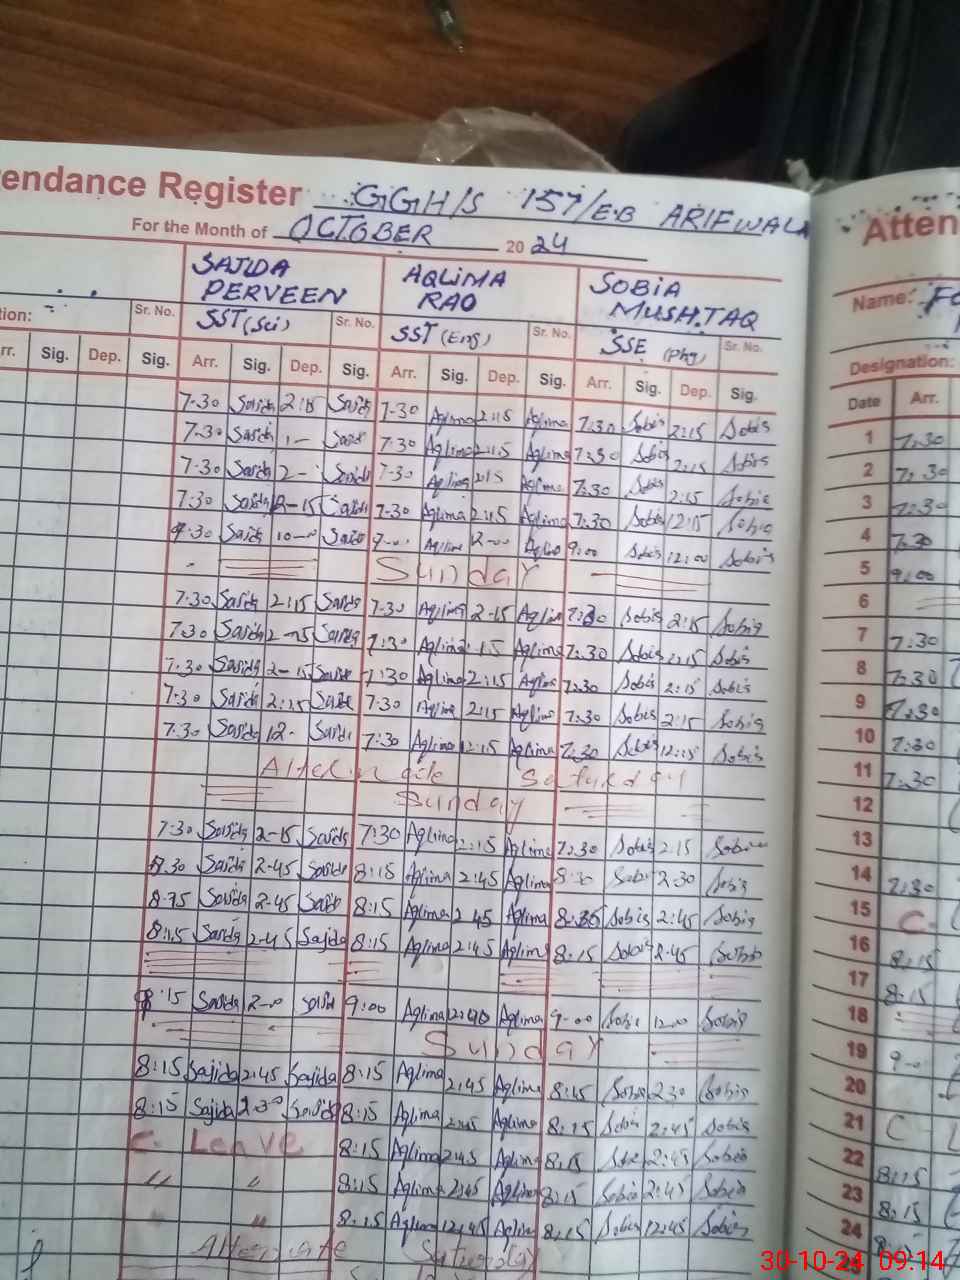 endance Register GGH/S 157/EB ARIFWALA
For the Month of OCTOBER 2024
Atten
SAJIDA PERVEEN AQLIMA RAO SOBIA MUSHTAQ
Name:
tion: Sr. No. SST (Sci) Sr. No. SST (Eng) Sr. No. SSE (Phy) Sr. No.
Designation:
rr. Sig. Dep. Sig. Arr. Sig. Dep. Sig. Arr. Sig. Dep. Sig. Arr. Sig. Dep. Sig. Date Arr.
7-30 Sajida 2:15 Sajida 7-30 Aqlima 2:15 Aqlima 7:30 Sobia 2:15 Sobia 1 7:30
7-30 Sajida Sajida 7:30 Aqlima 2:15 Aqlima 7:30 Sobia 2:15 Sobia 2 7:30
7-30 Sajida Sajida 7-30 Aqlima 2:15 Aqlima 7:30 Sobia 2:15 Sobia 3 7:30
7:30 Sajida 2-15 Sajida 7-30 Aqlima 2:15 Aqlima 7:30 Sobia 12:15 Sobia 4 7:30
Sajida Sajida Aqlima 12-00 Aqlima 9:00 Sobia 12:00 Sobia 5 9:00
Sunday 6
7:30 Sajida 2:15 Sajida 7-30 Aqlima 2-15 Aqlima 7:30 Sobia 2:15 Sobia 7 7:30
7:30 Sajida 2-15 Sajida 7:30 Aqlima 2:15 Aqlima 7:30 Sobia 2:15 Sobia 8 7:30
7:30 Sajida 2-15 Sajida 7:30 Aqlima 2:15 Aqlima 7:30 Sobia 2:15 Sobia 9 7:30
7:30 Sajida 2:15 Sajida 7:30 Aqlima 2:15 Aqlima 7:30 Sobia 2:15 Sobia 10 7:30
7:30 Sajida Sajida 7:30 Aqlima 12:15 Aqlima 7:30 Sobia 12:15 Sobia 11 7:30
Alternate Saturday 12
Sunday 13
7:30 Sajida 2-15 Sajida 7:30 Aqlima 2:15 Aqlima 7:30 Sobia 2:15 Sobia 14 7:30
Sajida 2-45 Sajida 8:15 Aqlima 2:45 Aqlima 8:30 Sobia 2:30 Sobia 15 C.
Sajida 2-45 Sajida 8:15 Aqlima 2:45 Aqlima Sobia 2:45 Sobia 16 8:15
8:15 Sajida 2-45 Sajida 8:15 Aqlima 2:45 Aqlima 8:15 Sobia 2:45 Sobia 17 8:15
18
8:15 Sajida Sajida 9:00 Aqlima Aqlima 9-00 Sobia 12:00 Sobia 19
Sunday 20
8:15 Sajida 2:45 Sajida 8:15 Aqlima 2:45 Aqlima 8:15 Sobia 2:30 Sobia 21 C
8:15 Sajida 2:30 Sajida 8:15 Aqlima 2:45 Aqlima 8:15 Sobia 2:45 Sobia 22 8:15
C. Leave 8:15 Aqlima 2:45 Aqlima 8:15 Sobia 2:45 Sobia 23 8:15
" " 8:15 Aqlima 2:45 Aqlima 8:15 Sobia 2:45 Sobia 24 8:15
" " 8:15 Aqlima 12:45 Aqlima 8:15 Sobia 12:45 Sobia 25
Alternate Saturday
30-10-24 09:14